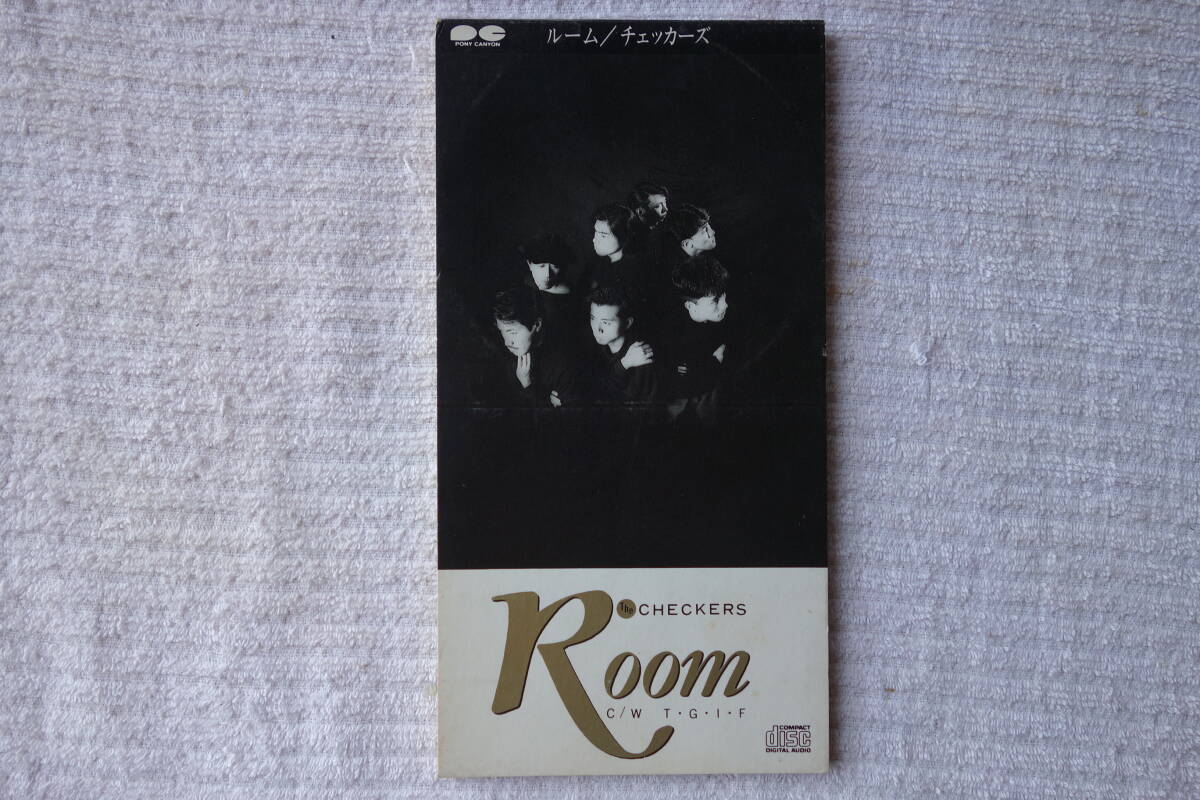 PONY CANYON
ルーム/チェッカーズ
The CHECKERS
Room
C/W T・G・I・F
COMPACT
disc
DIGITAL AUDIO